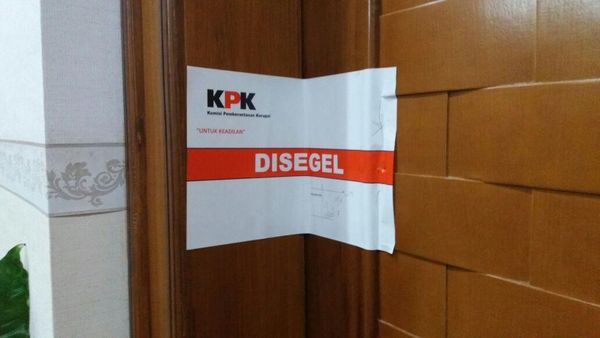 KPK
Komisi Pemberantasan Korupsi
"UNTUK KEADILAN"
DISEGEL